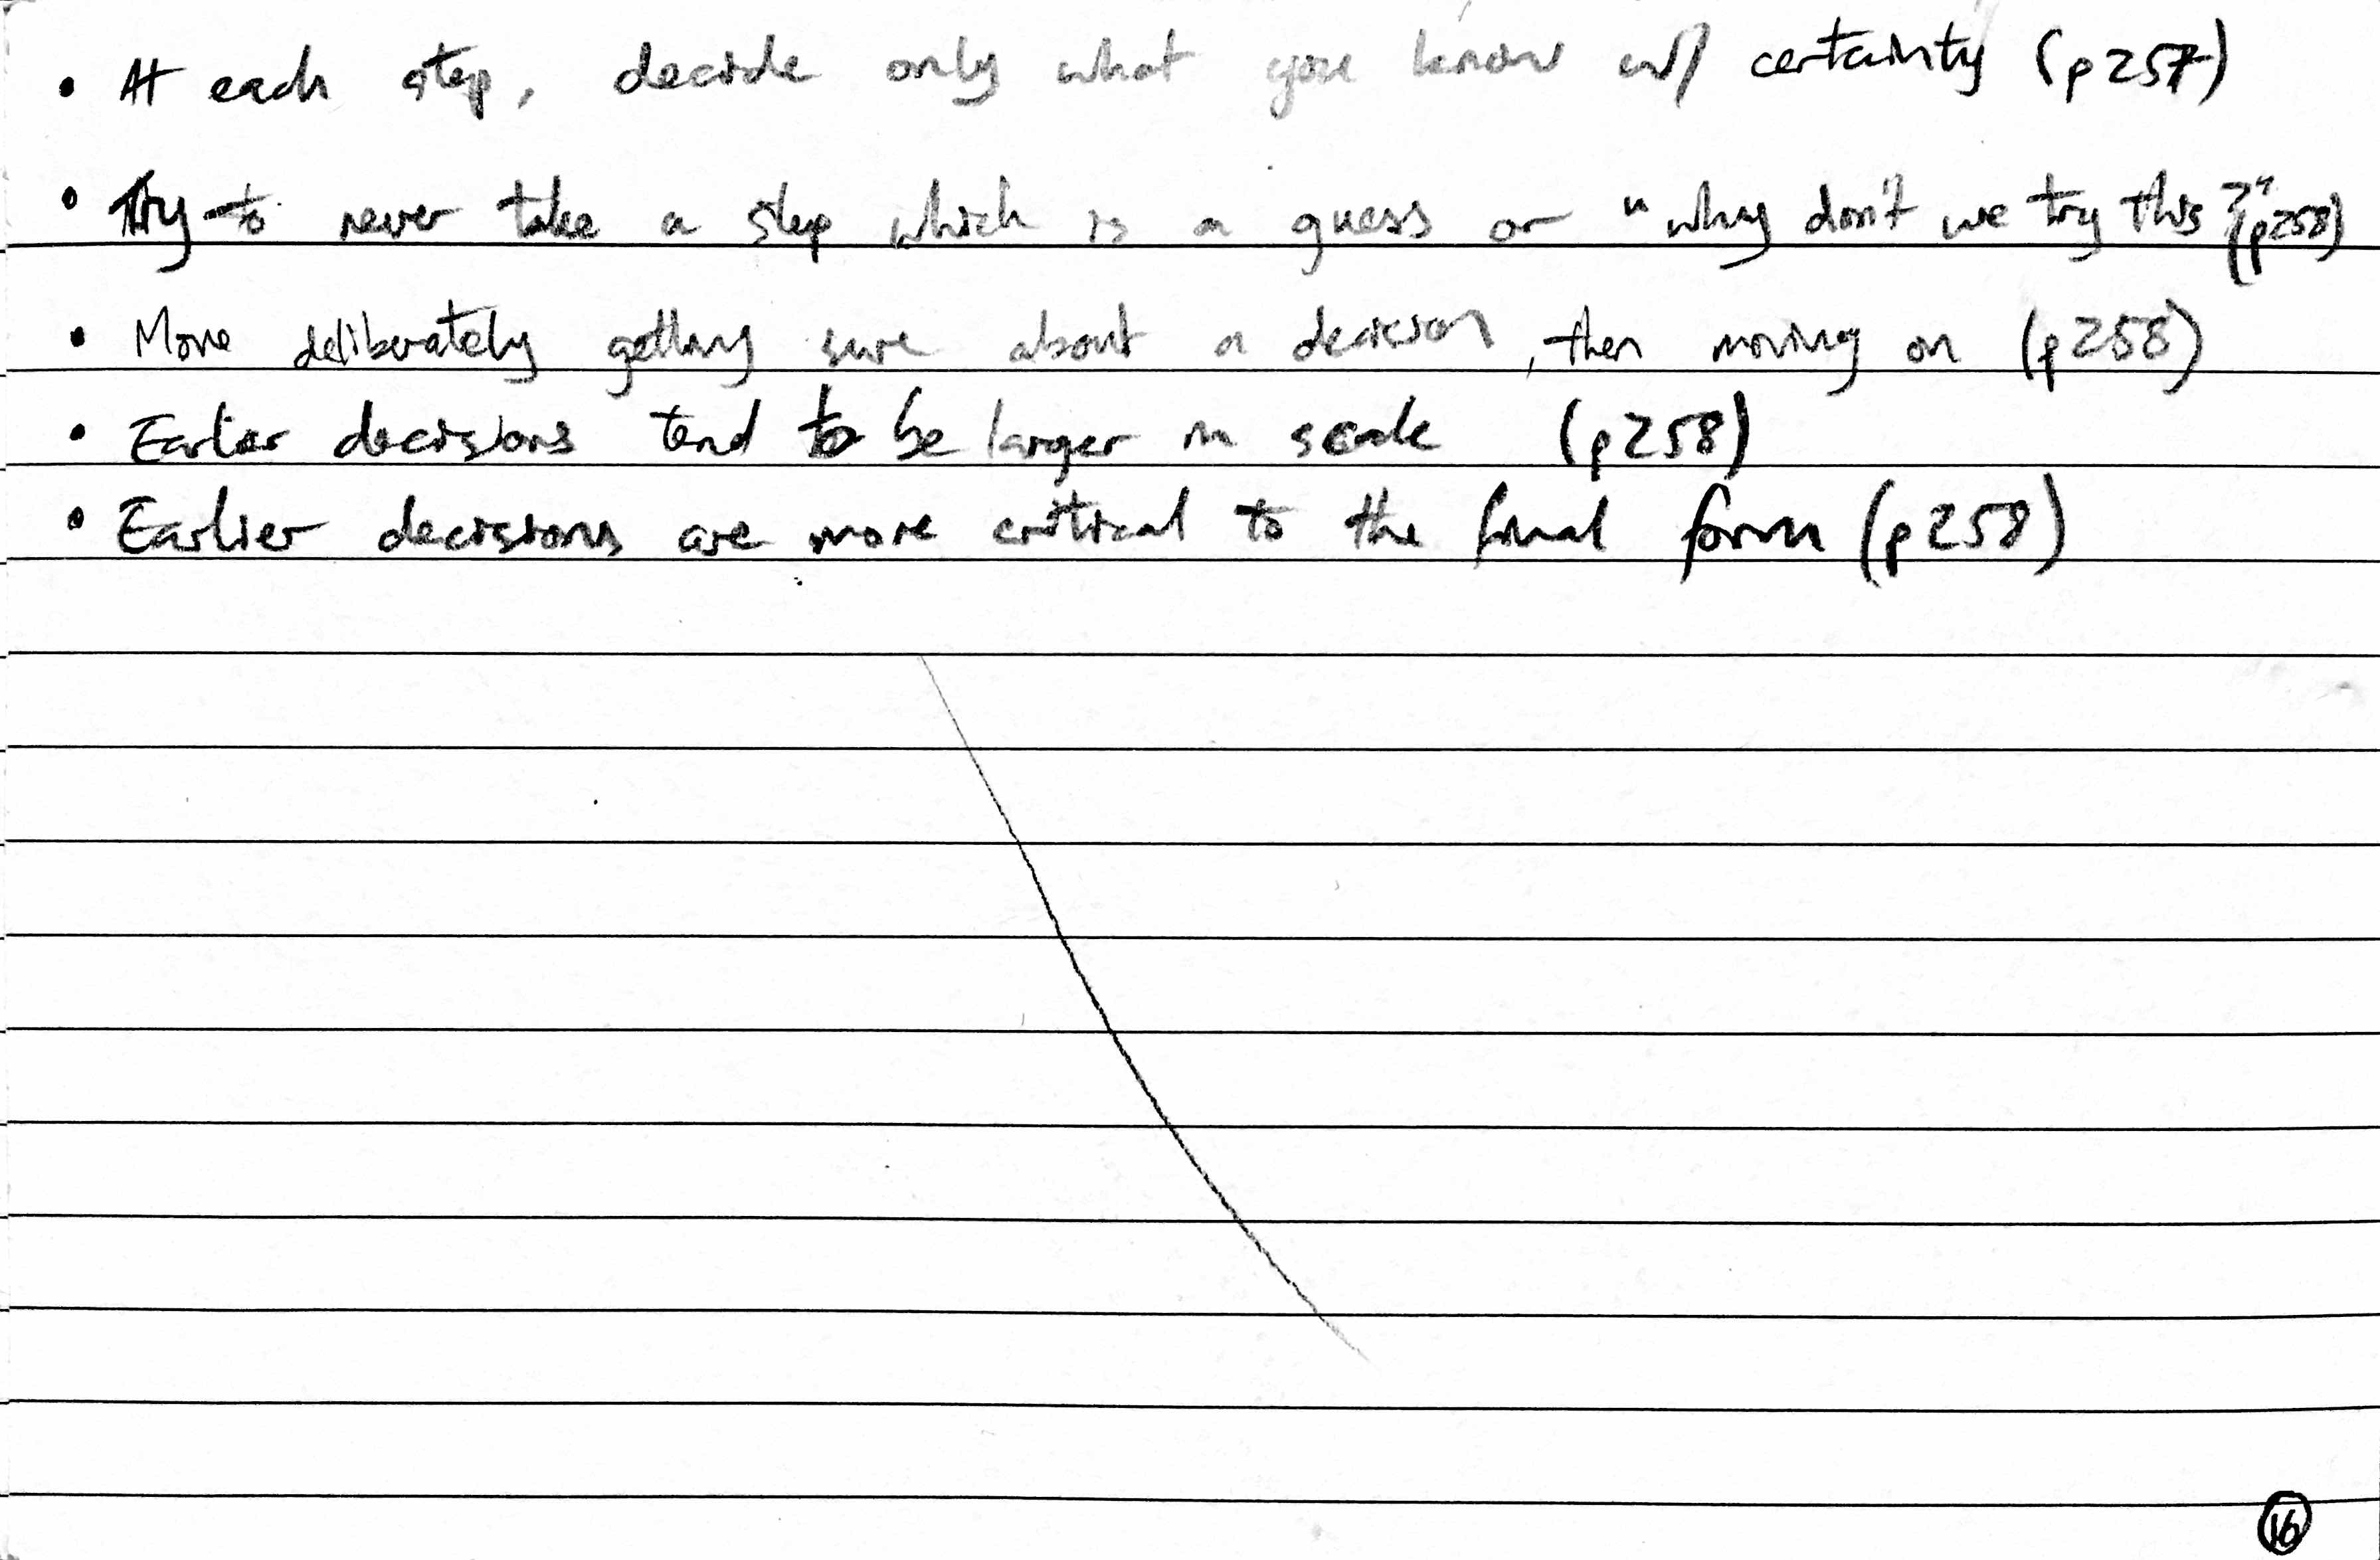 • At each step, decide only what you know w/ certainty (p257)
• Try to never take a step which is a guess or "why don't we try this?" (p258)
• Move deliberately getting sure about a decision, then moving on (p258)
• Earlier decisions tend to be larger in scale (p258)
• Earlier decisions are more critical to the final form (p258)
16